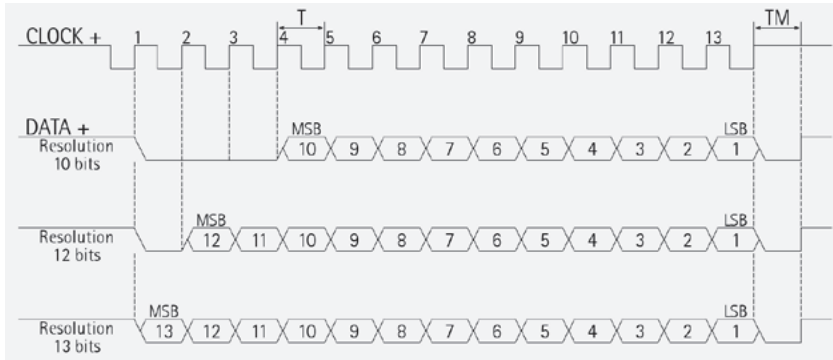 T TM
CLOCK + 1 2 3 4 5 6 7 8 9 10 11 12 13
DATA + MSB LSB
Resolution 10 9 8 7 6 5 4 3 2 1
10 bits
MSB LSB
Resolution 12 11 10 9 8 7 6 5 4 3 2 1
12 bits
MSB LSB
Resolution 13 12 11 10 9 8 7 6 5 4 3 2 1
13 bits